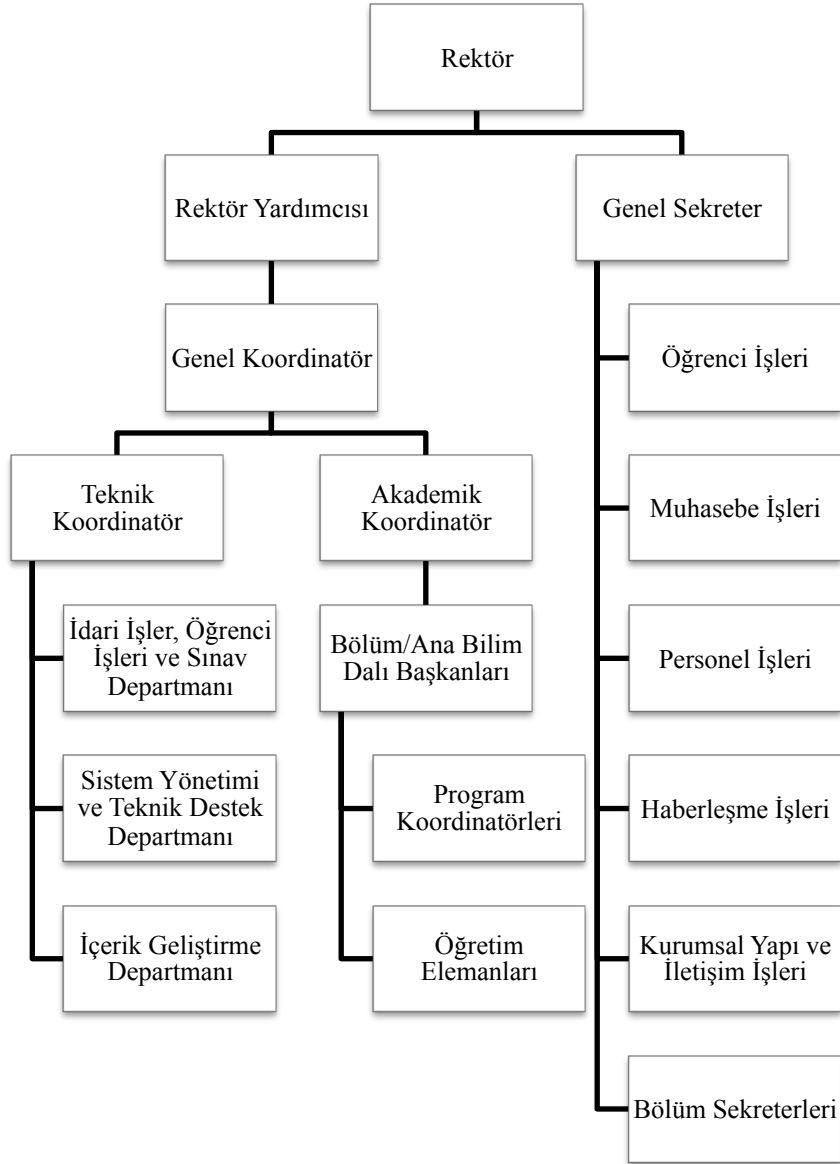 Rektör
Rektör Yardımcısı
Genel Sekreter
Genel Koordinatör
Öğrenci İşleri
Teknik
Koordinatör
Akademik
Koordinatör
Muhasebe İşleri
İdari İşler, Öğrenci
İşleri ve Sınav
Departmanı
Bölüm/Ana Bilim
Dalı Başkanları
Personel İşleri
Sistem Yönetimi
ve Teknik Destek
Departmanı
Program
Koordinatörleri
Haberleşme İşleri
İçerik Geliştirme
Departmanı
Öğretim
Elemanları
Kurumsal Yapı ve
İletişim İşleri
Bölüm Sekreterleri